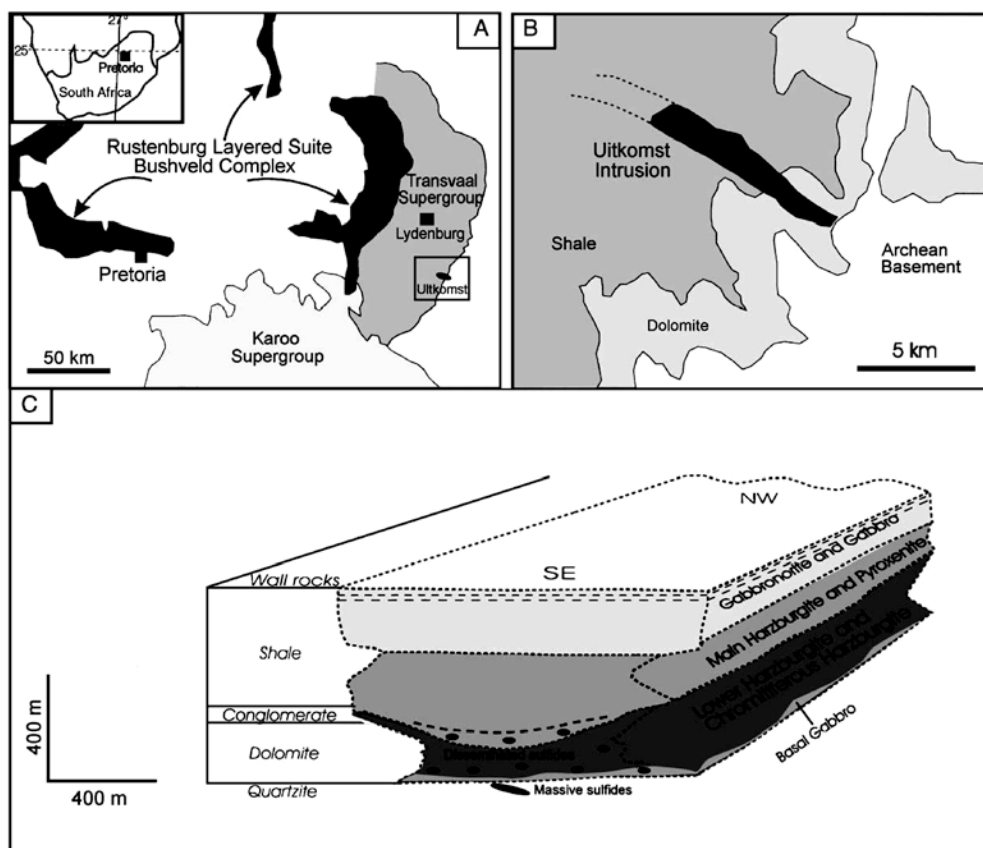 A
27°
25°
Pretoria
South Africa
Rustenburg Layered Suite
Bushveld Complex
Transvaal
Supergroup
Lydenburg
Uitkomst
Pretoria
Karoo
Supergroup
50 km
B
Uitkomst
Intrusion
Shale
Archean
Basement
Dolomite
5 km
C
NW
SE
Wall rocks
Gabbronorite and Gabbro
Main Harzburgite and Pyroxenite
Shale
Lower Harzburgite and
Chromitiferous Harzburgite
Conglomerate
Basal Gabbro
Dolomite
Disseminated sulfides
Quartzite
Massive sulfides
400 m
400 m